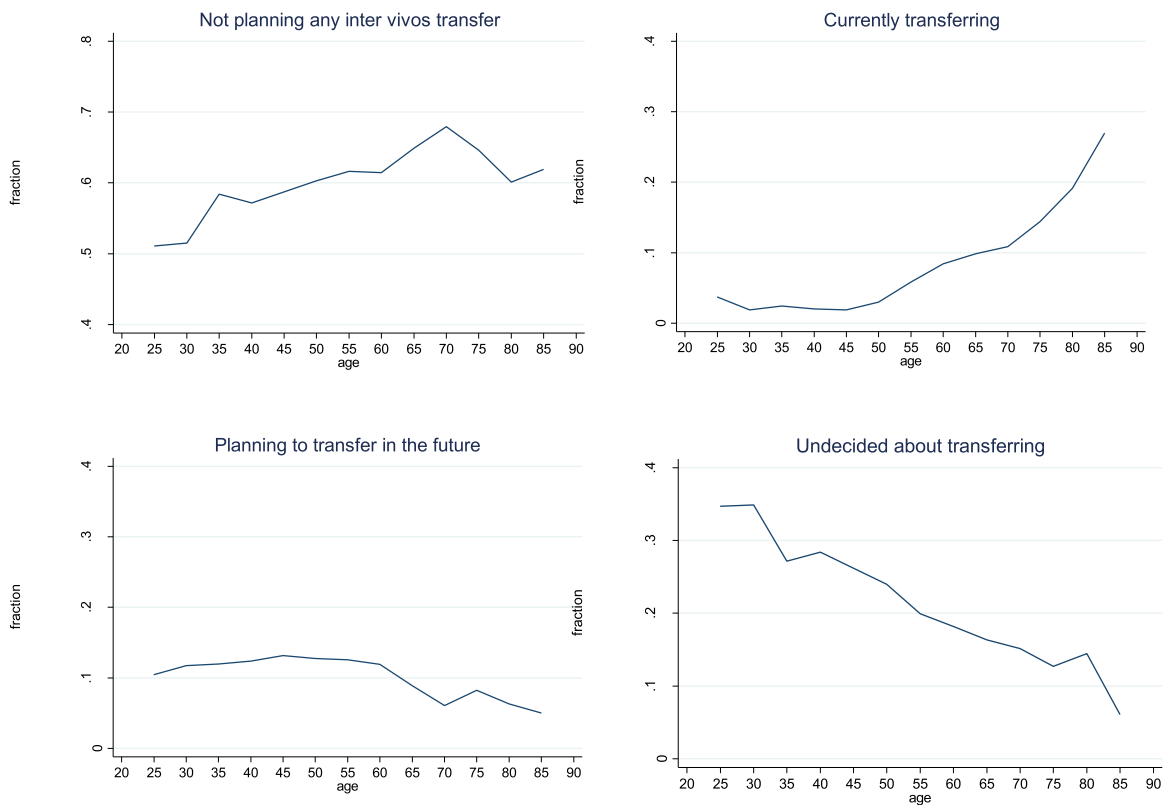 Not planning any inter vivos transfer
fraction
.8
.7
.6
.5
.4
20 25 30 35 40 45 50 55 60 65 70 75 80 85 90
age
Currently transferring
fraction
.4
.3
.2
.1
0
20 25 30 35 40 45 50 55 60 65 70 75 80 85 90
age
Planning to transfer in the future
fraction
.4
.3
.2
.1
0
20 25 30 35 40 45 50 55 60 65 70 75 80 85 90
age
Undecided about transferring
fraction
.4
.3
.2
.1
0
20 25 30 35 40 45 50 55 60 65 70 75 80 85 90
age